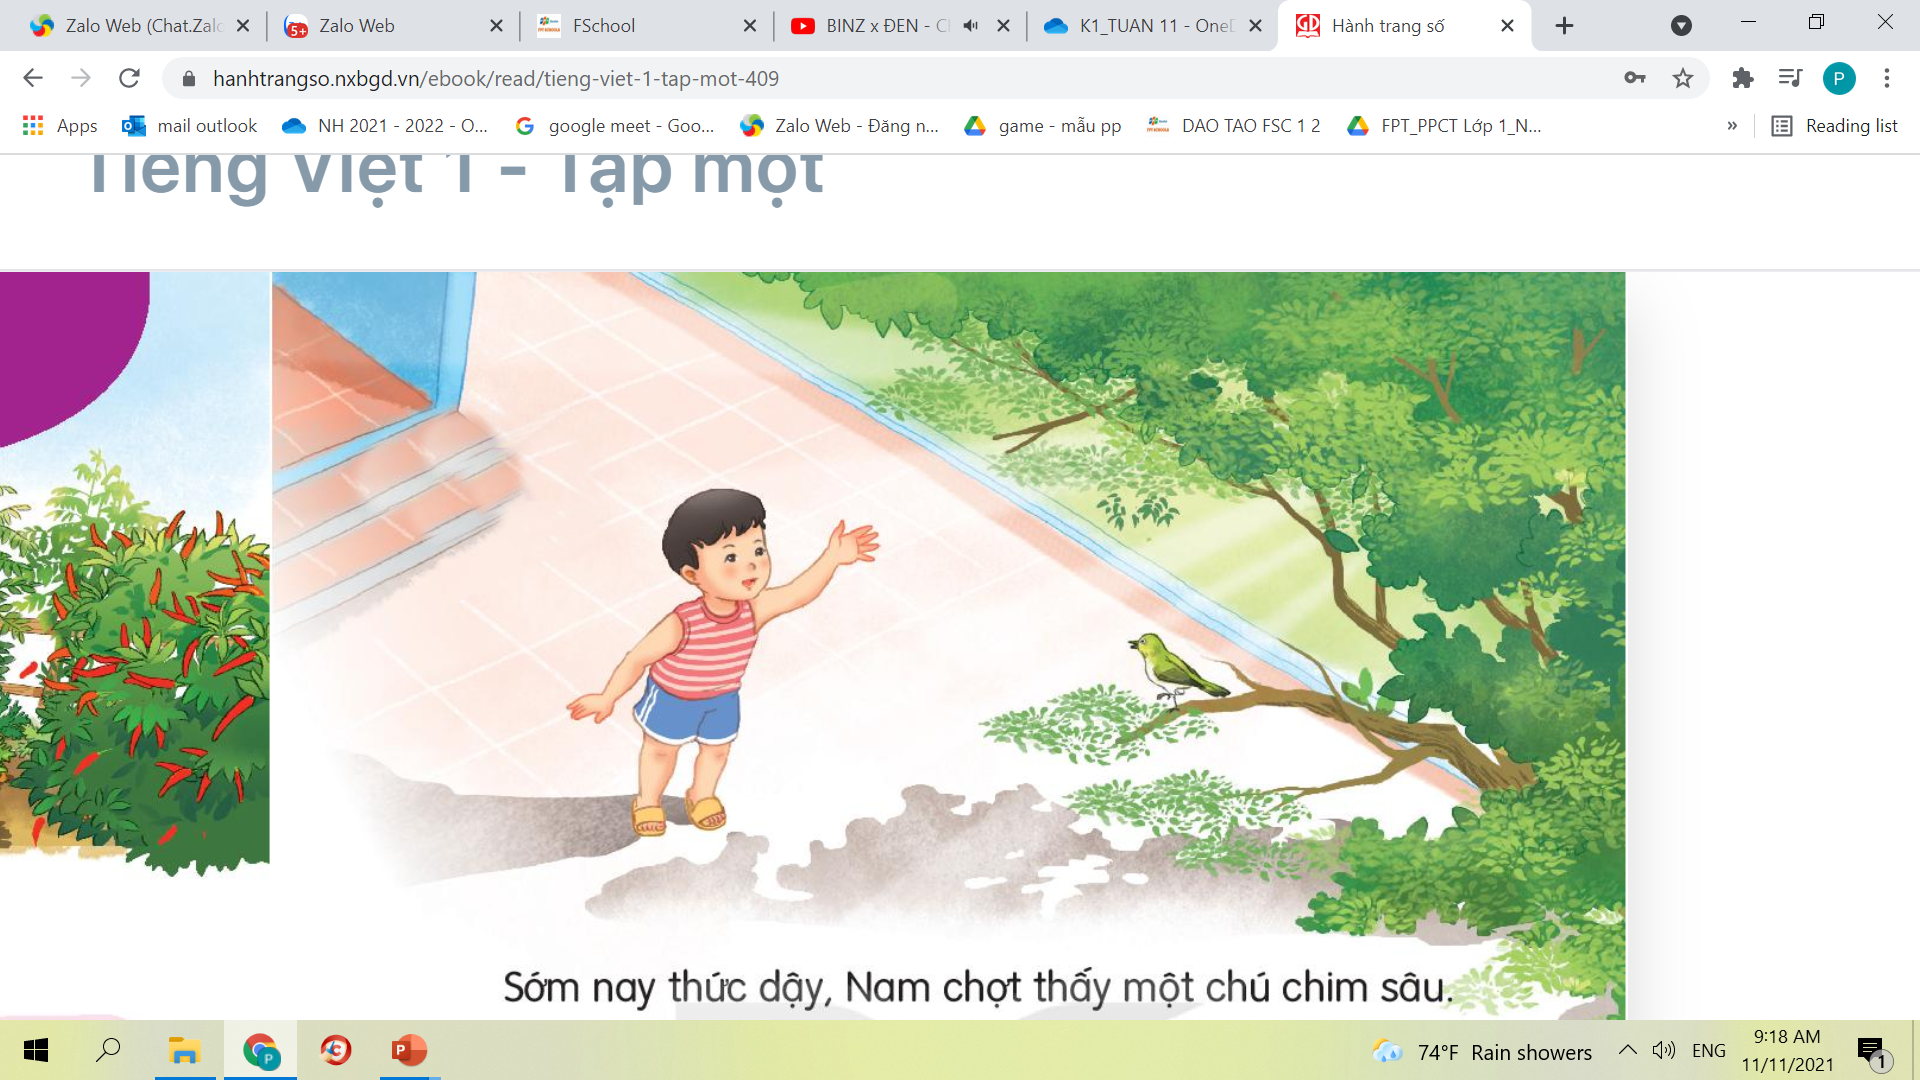 Zalo Web (Chat.Zalo
Zalo Web
FSchool
BINZ x ĐEN - C
K1_TUAN 11 - OneD
Hành trang số
hanhtrangso.nxbgd.vn/ebook/read/tieng-viet-1-tap-mot-409
P
Apps
mail outlook
NH 2021 - 2022 - O...
google meet - Goo...
Zalo Web - Đăng n...
game - mẫu pp
DAO TAO FSC 1 2
FPT_PPCT Lớp 1_N...
»
Reading list
Tiếng Việt 1 - Tập một
Sớm nay thức dậy, Nam chợt thấy một chú chim sâu.
74°F Rain showers
ENG
9:18 AM
11/11/2021
1